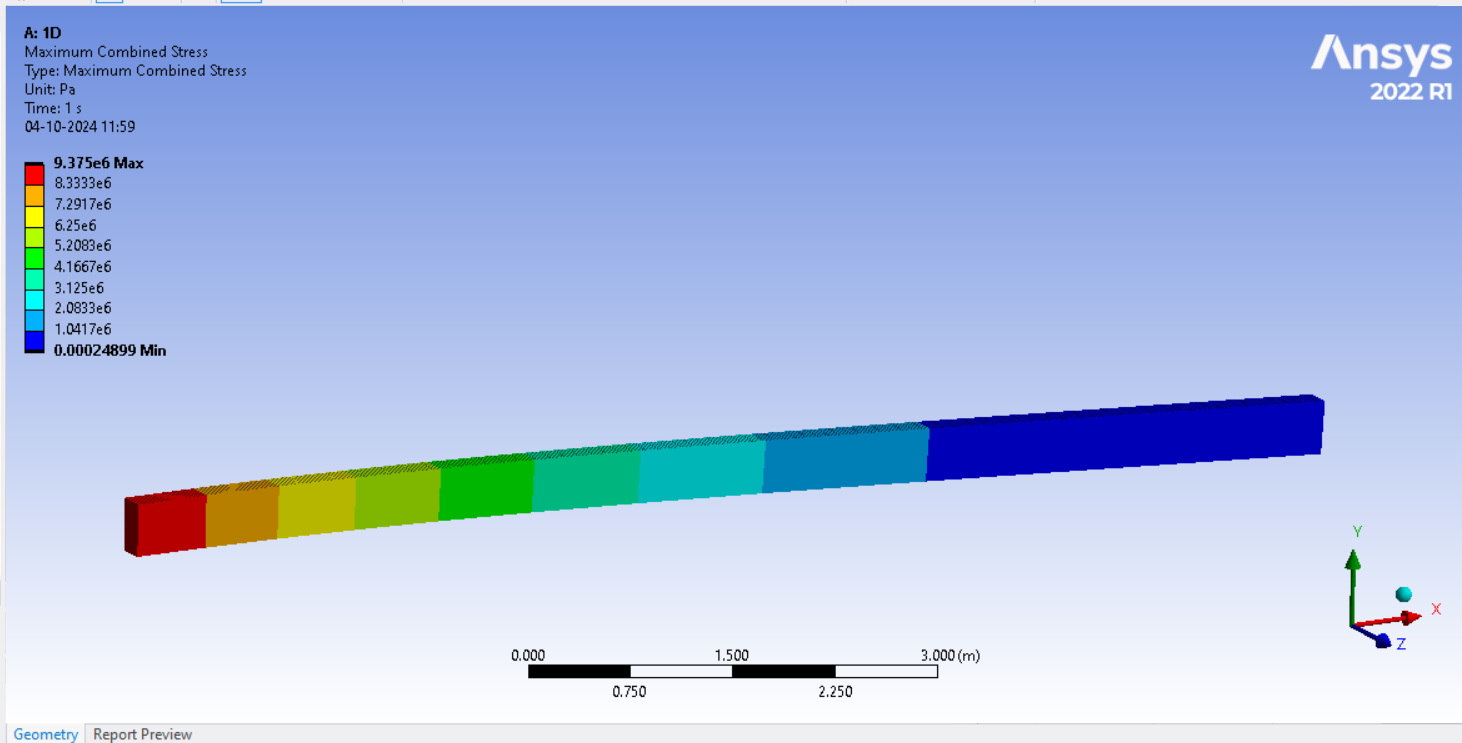 A: 1D
Maximum Combined Stress
Type: Maximum Combined Stress
Unit: Pa
Time: 1 s
04-10-2024 11:59
Ansys
2022 R1
9.375e6 Max
8.3333e6
7.2917e6
6.25e6
5.2083e6
4.1667e6
3.125e6
2.0833e6
1.0417e6
0.00024899 Min
Y
X
Z
0.000 1.500 3.000 (m)
0.750 2.250
Geometry Report Preview